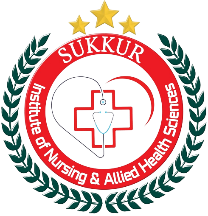 SUKKUR
Institute of Nursing & Allied Health Sciences